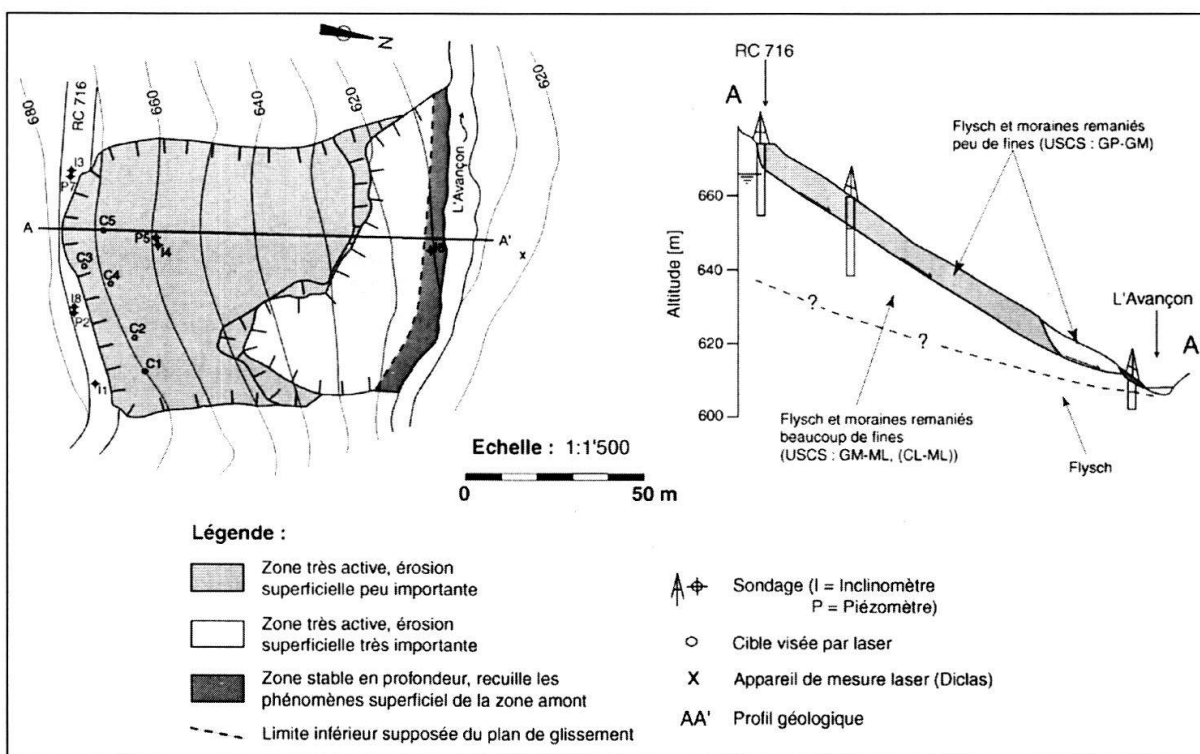 N
680
RC 716
660
640
620
620
L'Avançon
I3
P7
A
C5
P5
I4
A'
C3
C4
I8
P2
C2
C1
I1
x
Echelle : 1:1'500
0
50 m
RC 716
A
Flysch et moraines remaniés
peu de fines (USCS : GP-GM)
660
640
620
600
Altitude [m]
?
?
L'Avançon
A
Flysch et moraines remaniés
beaucoup de fines
(USCS : GM-ML, (CL-ML))
Flysch
Légende :
Zone très active, érosion
superficielle peu importante
Zone très active, érosion
superficielle très importante
Zone stable en profondeur, recuille les
phénomènes superficiel de la zone amont
Limite inférieur supposée du plan de glissement
Sondage (I = Inclinomètre
P = Piézomètre)
Cible visée par laser
X Appareil de mesure laser (Diclas)
AA' Profil géologique